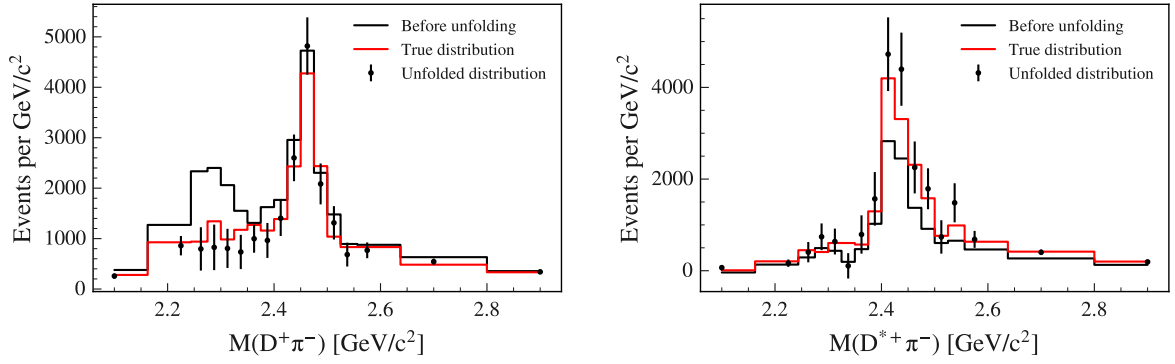 Before unfolding
True distribution
Unfolded distribution
Events per GeV/c²
5000
4000
3000
2000
1000
0
2.2
2.4
2.6
2.8
M(D⁺π⁻) [GeV/c²]
Before unfolding
True distribution
Unfolded distribution
Events per GeV/c²
4000
2000
0
2.2
2.4
2.6
2.8
M(D*⁺π⁻) [GeV/c²]